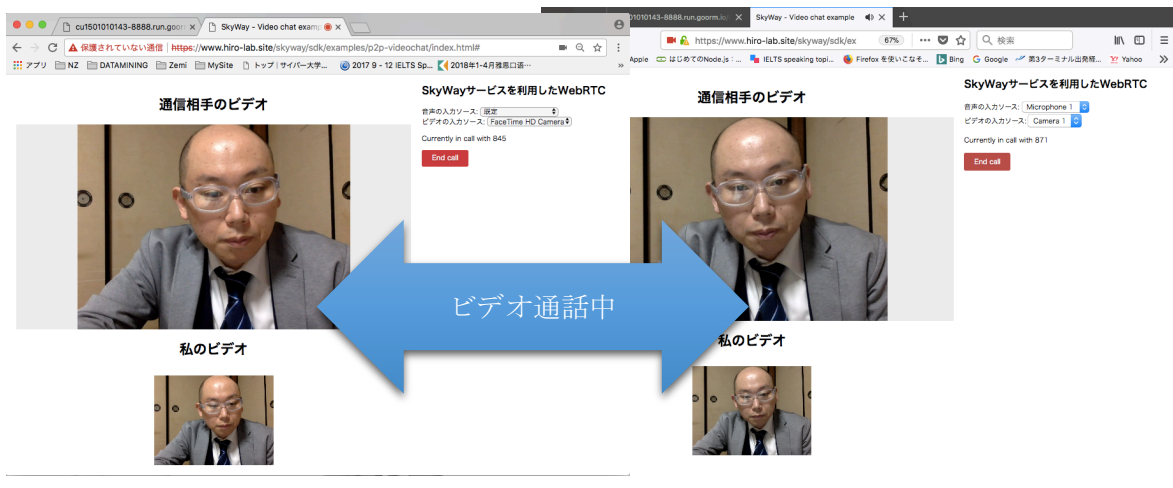 cu1501010143-8888.run.goorm
SkyWay - Video chat examp
保護されていない通信 | https://www.hiro-lab.site/skyway/sdk/examples/p2p-videochat/index.html#
アプリ NZ DATAMINING Zemi MySite トップ | サイバー大学... 2017 9 - 12 IELTS Sp... 2018年1-4月雅思口语…
通信相手のビデオ
SkyWayサービスを利用したWebRTC
音声の入力ソース: 既定
ビデオの入力ソース: FaceTime HD Camera
Currently in call with 845
End call
私のビデオ
ビデオ通話中
01010143-8888.run.goorm.io/
SkyWay - Video chat example
https://www.hiro-lab.site/skyway/sdk/ex 67% 検索
Apple はじめてのNode.js：... IELTS speaking topi... Firefox を使いこなそ... Bing Google 第3ターミナル出発経... Yahoo
通信相手のビデオ
SkyWayサービスを利用したWebRTC
音声の入力ソース: Microphone 1
ビデオの入力ソース: Camera 1
Currently in call with 871
End call
私のビデオ